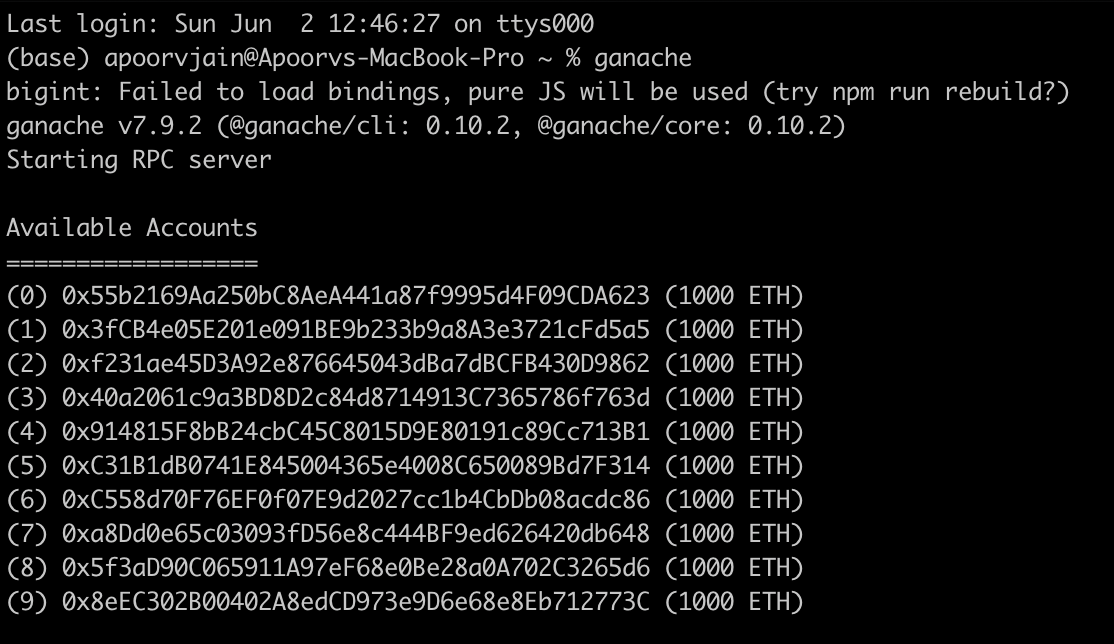 Last login: Sun Jun  2 12:46:27 on ttys000
(base) apoorvjain@Apoorvs-MacBook-Pro ~ % ganache
bigint: Failed to load bindings, pure JS will be used (try npm run rebuild?)
ganache v7.9.2 (@ganache/cli: 0.10.2, @ganache/core: 0.10.2)
Starting RPC server

Available Accounts
==================
(0) 0x55b2169Aa250bC8AeA441a87f9995d4F09CDA623 (1000 ETH)
(1) 0x3fCB4e05E201e091BE9b233b9a8A3e3721cFd5a5 (1000 ETH)
(2) 0xf231ae45D3A92e876645043dBa7dBCFB430D9862 (1000 ETH)
(3) 0x40a2061c9a3BD8D2c84d8714913C7365786f763d (1000 ETH)
(4) 0x914815F8bB24cbC45C8015D9E80191c89Cc713B1 (1000 ETH)
(5) 0xC31B1dB0741E845004365e4008C650089Bd7F314 (1000 ETH)
(6) 0xC558d70F76EF0f07E9d2027cc1b4CbDb08acdc86 (1000 ETH)
(7) 0xa8Dd0e65c03093fD56e8c444BF9ed626420db648 (1000 ETH)
(8) 0x5f3aD90C065911A97eF68e0Be28a0A702C3265d6 (1000 ETH)
(9) 0x8eEC302B00402A8edCD973e9D6e68e8Eb712773C (1000 ETH)